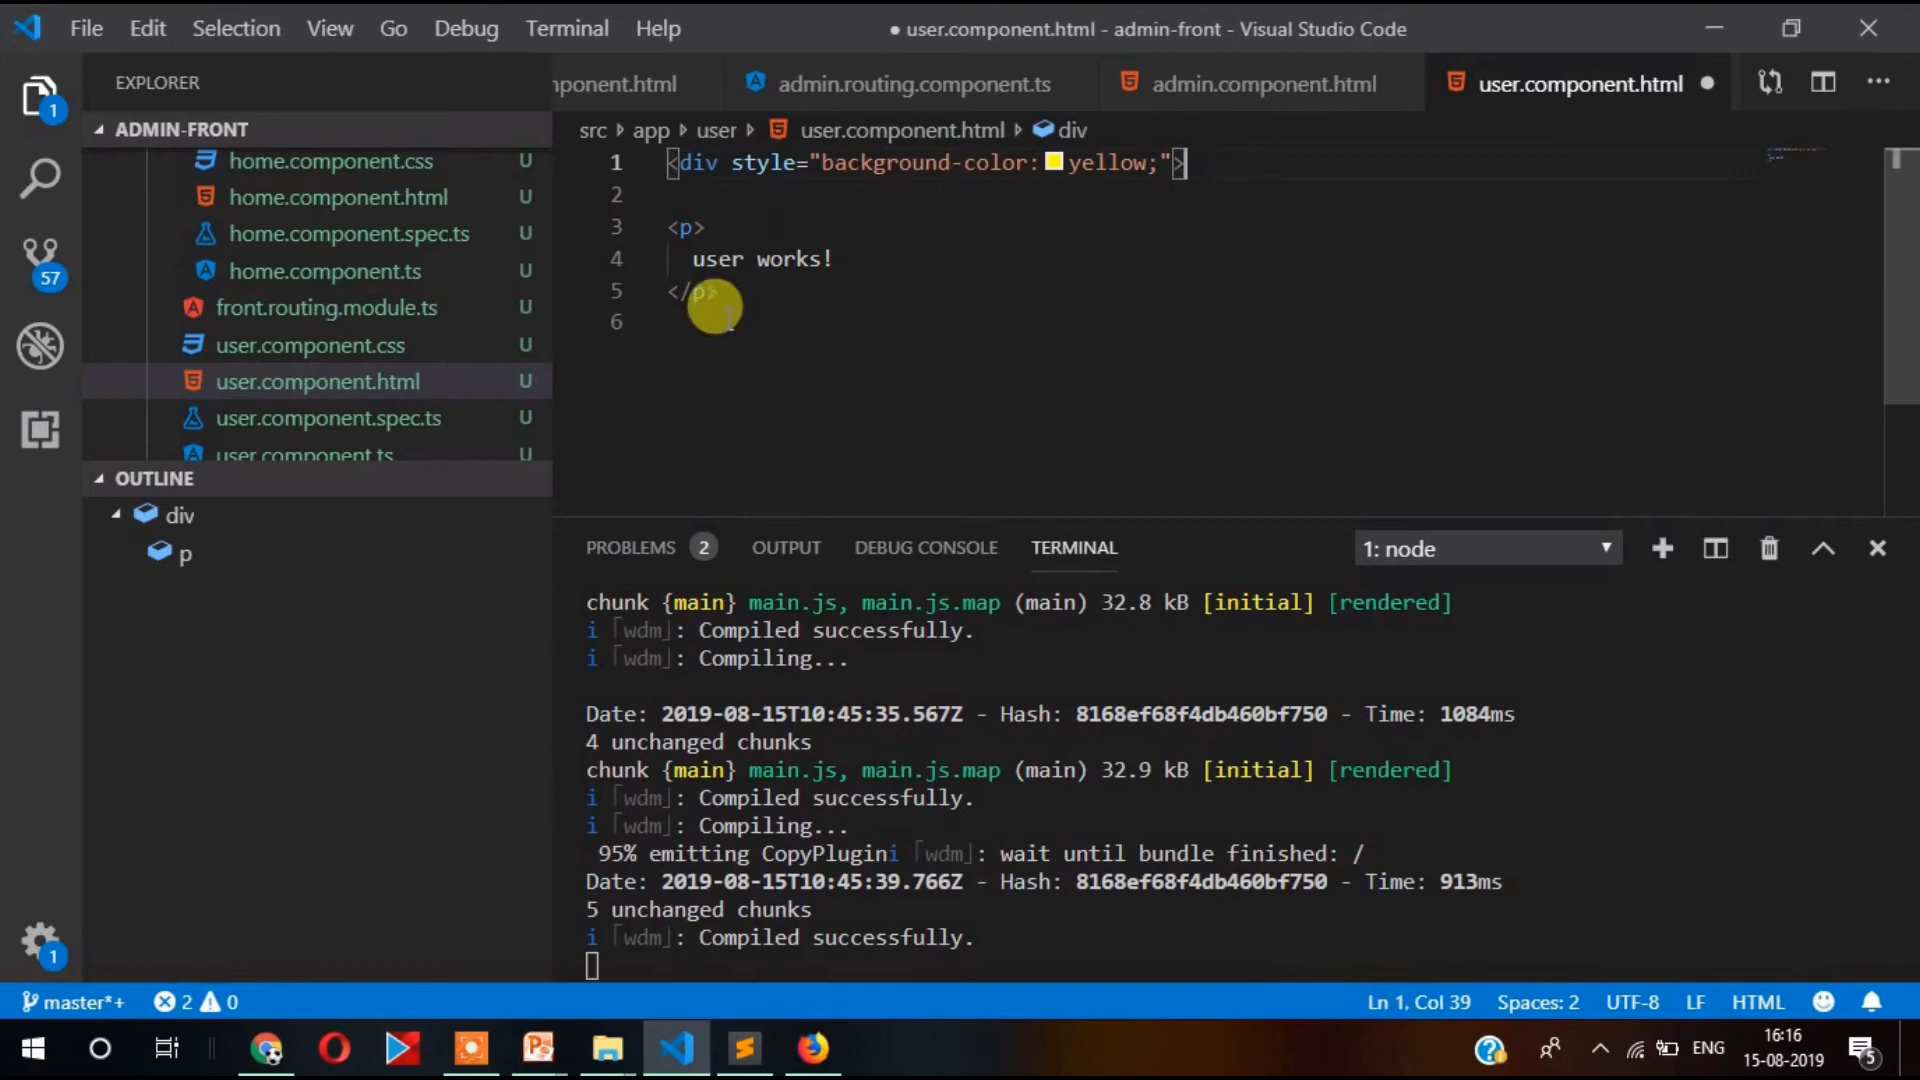 File Edit Selection View Go Debug Terminal Help
● user.component.html - admin-front - Visual Studio Code
EXPLORER
ADMIN-FRONT
home.component.css U
home.component.html U
home.component.spec.ts U
home.component.ts U
front.routing.module.ts U
user.component.css U
user.component.html U
user.component.spec.ts U
user.component.ts U
OUTLINE
div
p
1
57
1
mponent.html admin.routing.component.ts admin.component.html user.component.html
src app user user.component.html div
1 <div style="background-color: yellow;">
2
3 <p>
4 user works!
5 </p>
6
PROBLEMS 2 OUTPUT DEBUG CONSOLE TERMINAL 1: node
chunk {main} main.js, main.js.map (main) 32.8 kB [initial] [rendered]
i ｢wdm｣: Compiled successfully.
i ｢wdm｣: Compiling...
Date: 2019-08-15T10:45:35.567Z - Hash: 8168ef68f4db460bf750 - Time: 1084ms
4 unchanged chunks
chunk {main} main.js, main.js.map (main) 32.9 kB [initial] [rendered]
i ｢wdm｣: Compiled successfully.
i ｢wdm｣: Compiling...
95% emitting CopyPlugini ｢wdm｣: wait until bundle finished: /
Date: 2019-08-15T10:45:39.766Z - Hash: 8168ef68f4db460bf750 - Time: 913ms
5 unchanged chunks
i ｢wdm｣: Compiled successfully.
master*+ 2 0 Ln 1, Col 39 Spaces: 2 UTF-8 LF HTML
ENG 16:16
15-08-2019 5